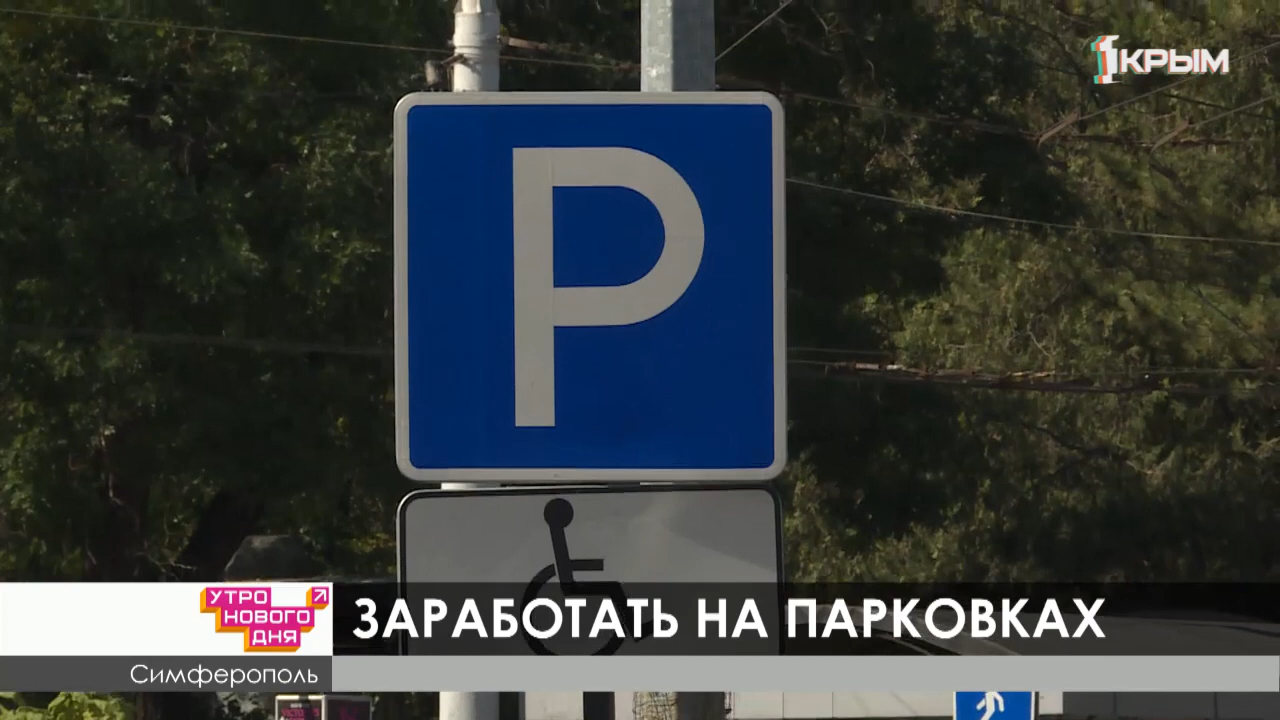 1КРЫМ
P
УТРО
НОВОГО
ДНЯ
ЗАРАБОТАТЬ НА ПАРКОВКАХ
Симферополь